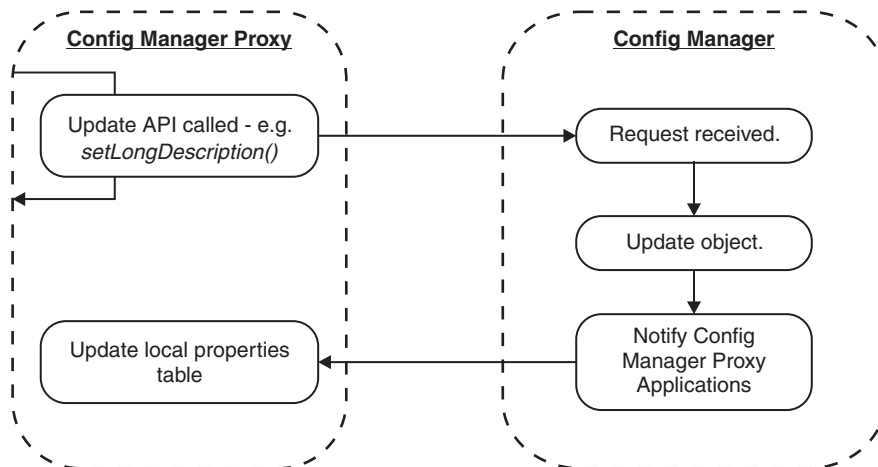 Config Manager Proxy
Config Manager
Update API called - e.g.
setLongDescription()
Request received.
Update object.
Update local properties
table
Notify Config
Manager Proxy
Applications